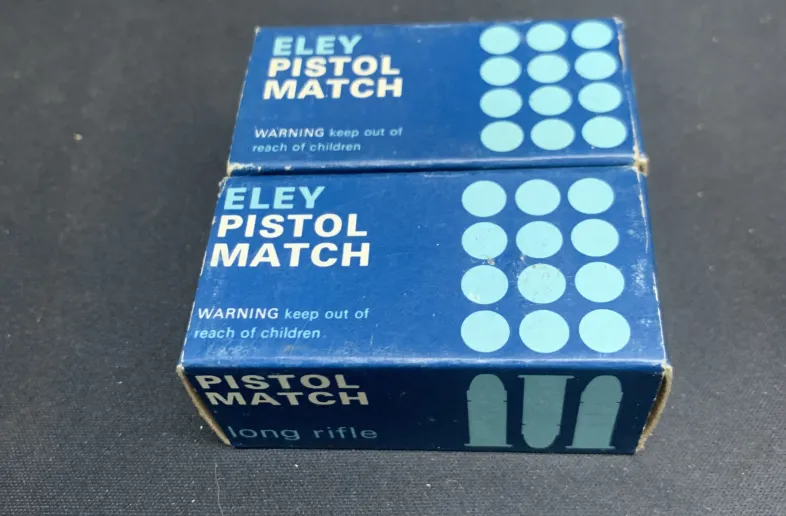 ELEY
PISTOL
MATCH
WARNING keep out of
reach of children
ELEY
PISTOL
MATCH
WARNING keep out of
reach of children
PISTOL
MATCH
long rifle